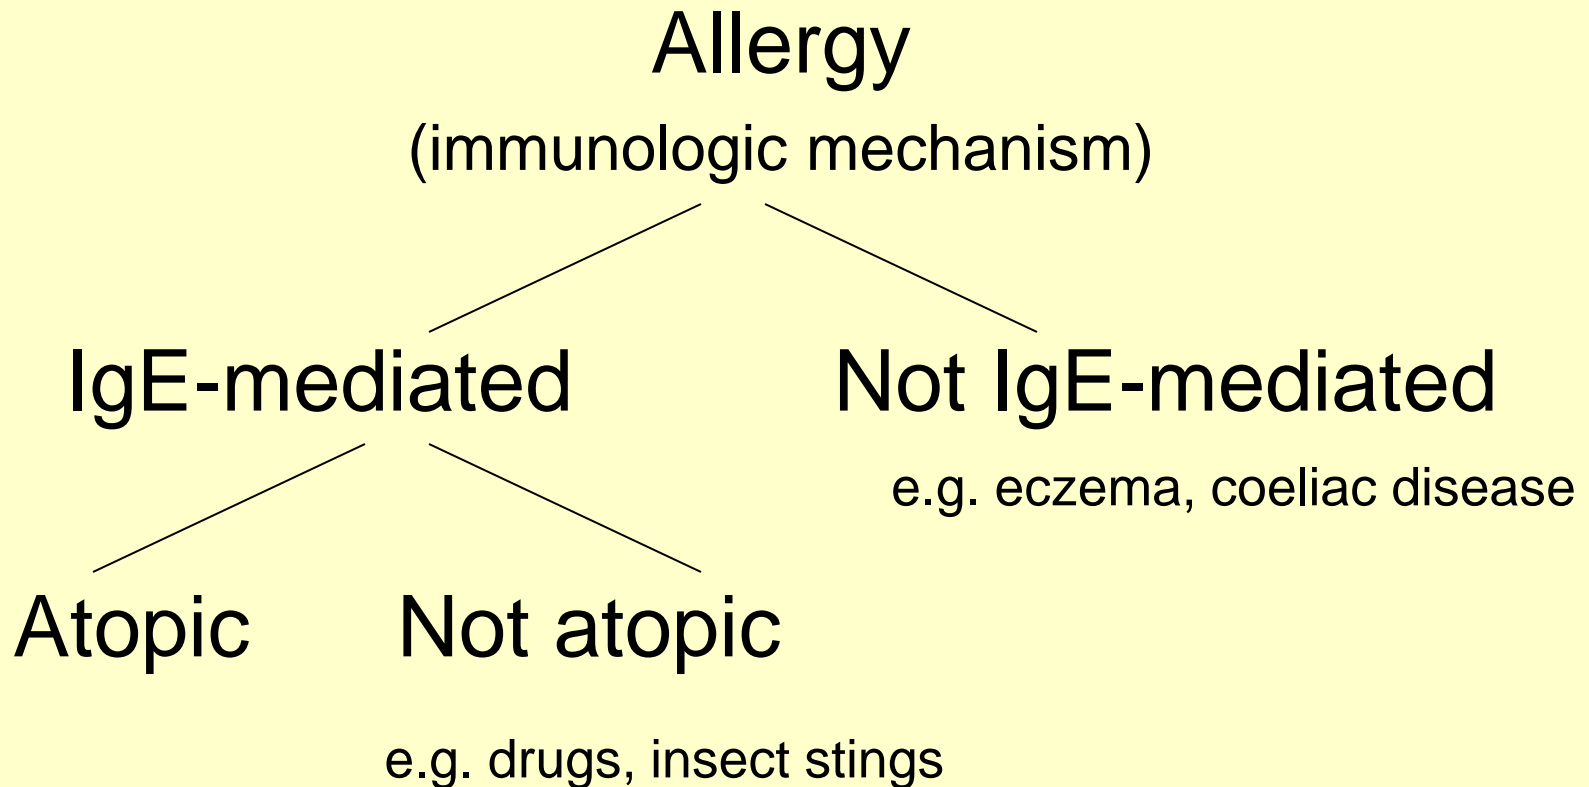 Allergy
(immunologic mechanism)
IgE-mediated
Not IgE-mediated
e.g. eczema, coeliac disease
Atopic
Not atopic
e.g. drugs, insect stings